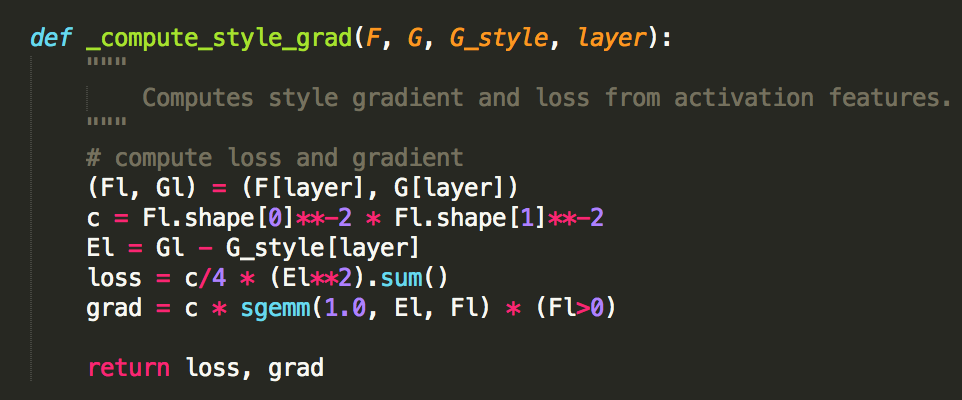 def _compute_style_grad(F, G, G_style, layer):
    """
        Computes style gradient and loss from activation features.
    """
    # compute loss and gradient
    (Fl, Gl) = (F[layer], G[layer])
    c = Fl.shape[0]**-2 * Fl.shape[1]**-2
    El = Gl - G_style[layer]
    loss = c/4 * (El**2).sum()
    grad = c * sgemm(1.0, El, Fl) * (Fl>0)
    return loss, grad